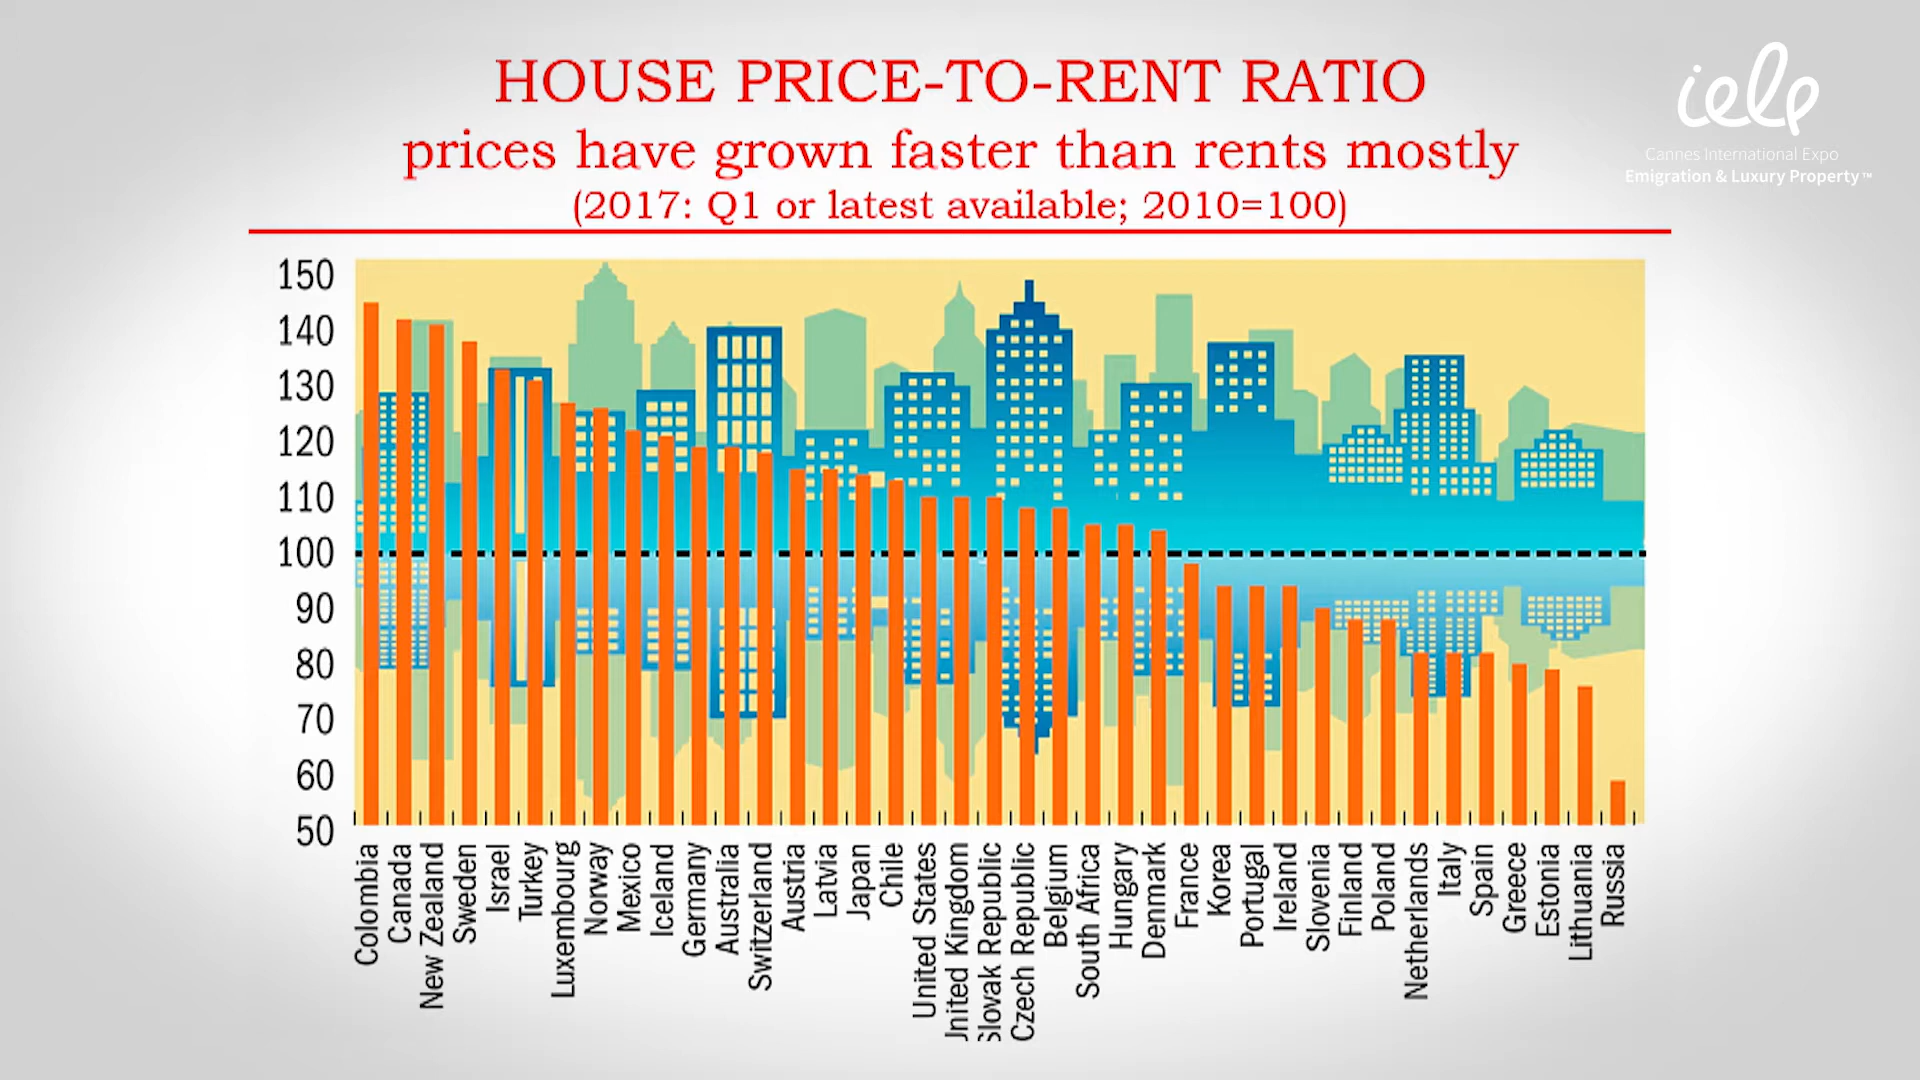 HOUSE PRICE-TO-RENT RATIO
prices have grown faster than rents mostly
(2017: Q1 or latest available; 2010=100)
ielp
Cannes International Expo
Emigration & Luxury Property™
150
140
130
120
110
100
90
80
70
60
50
Colombia
Canada
New Zealand
Sweden
Israel
Turkey
Luxembourg
Norway
Mexico
Iceland
Germany
Australia
Switzerland
Austria
Latvia
Japan
Chile
United States
United Kingdom
Slovak Republic
Czech Republic
Belgium
South Africa
Hungary
Denmark
France
Korea
Portugal
Ireland
Slovenia
Finland
Poland
Netherlands
Italy
Spain
Greece
Estonia
Lithuania
Russia